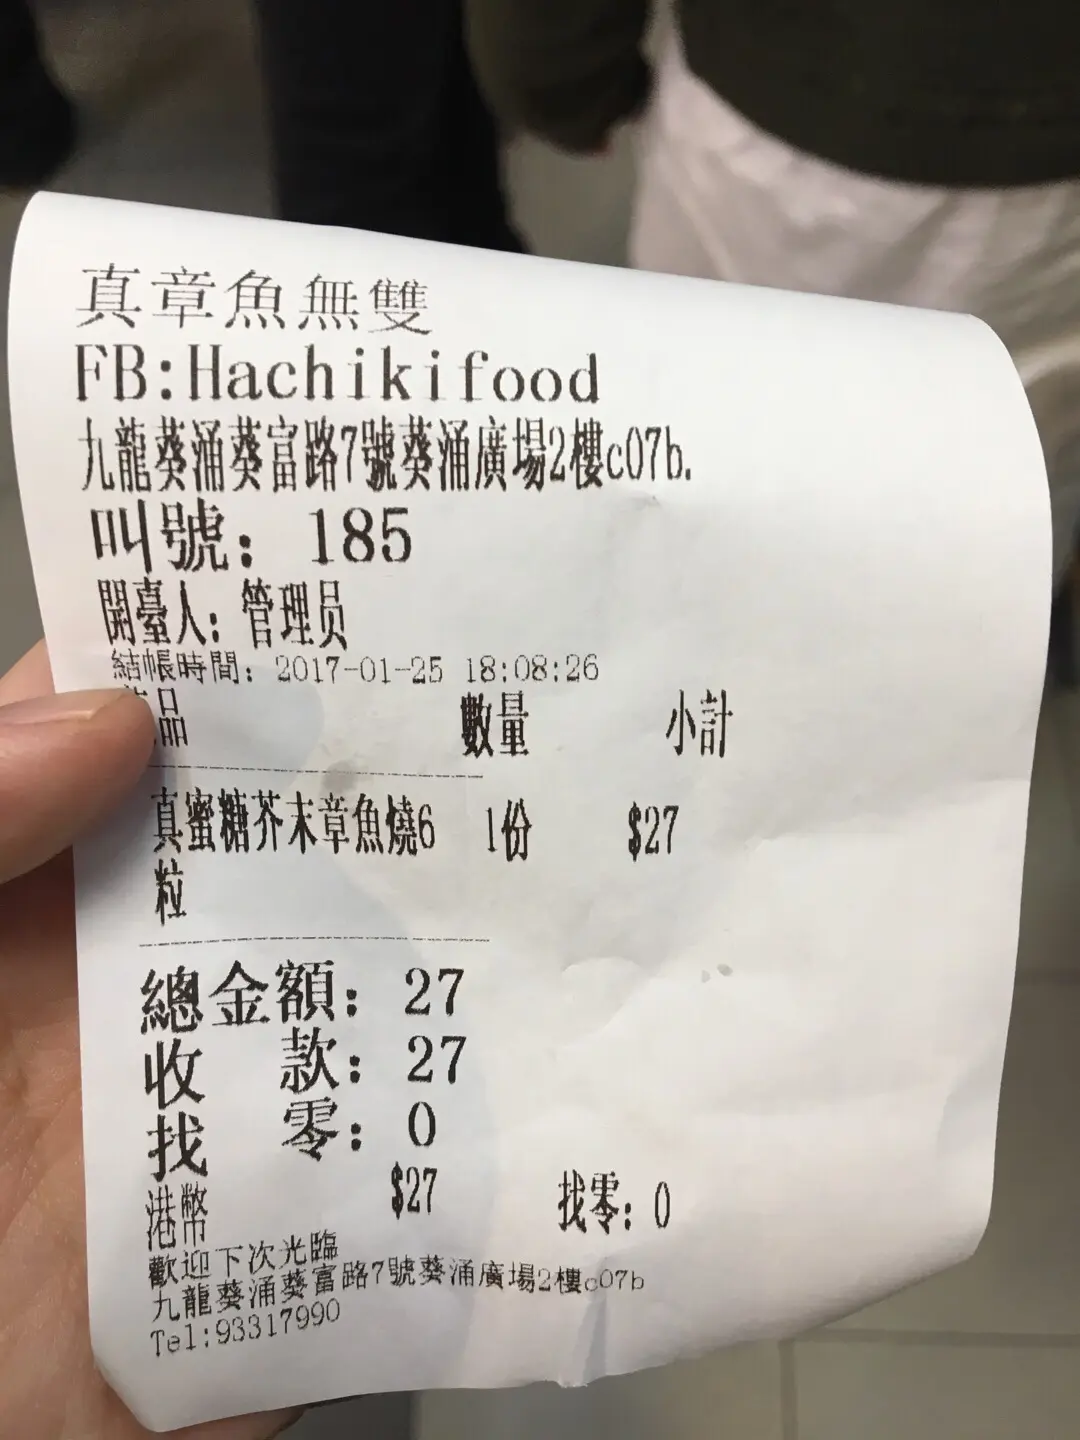 真章魚無雙
FB:Hachikifood
九龍葵涌葵富路7號葵涌廣場2樓c07b.
叫號: 185
開臺人: 管理员
結帳時間: 2017-01-25 18:08:26
品 數量 小計
真蜜糖芥末章魚燒6 1份 $27
粒
總金額: 27
收 款: 27
找 零: 0
港幣 $27 找零: 0
歡迎下次光臨
九龍葵涌葵富路7號葵涌廣場2樓c07b
Tel:93317990